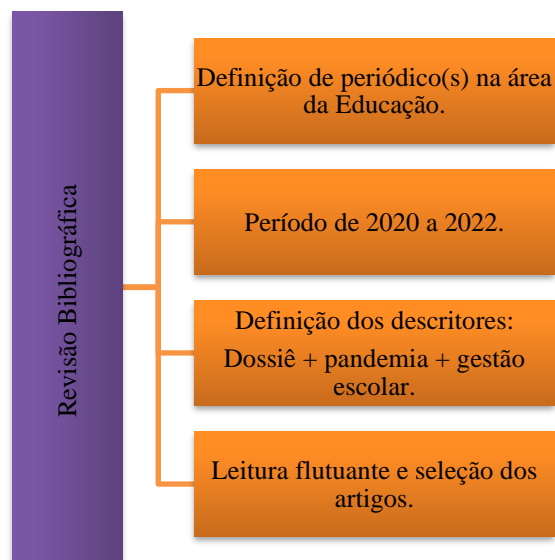 Revisão Bibliográfica
Definição de periódico(s) na área
da Educação.
Período de 2020 a 2022.
Definição dos descritores:
Dossiê + pandemia + gestão
escolar.
Leitura flutuante e seleção dos
artigos.